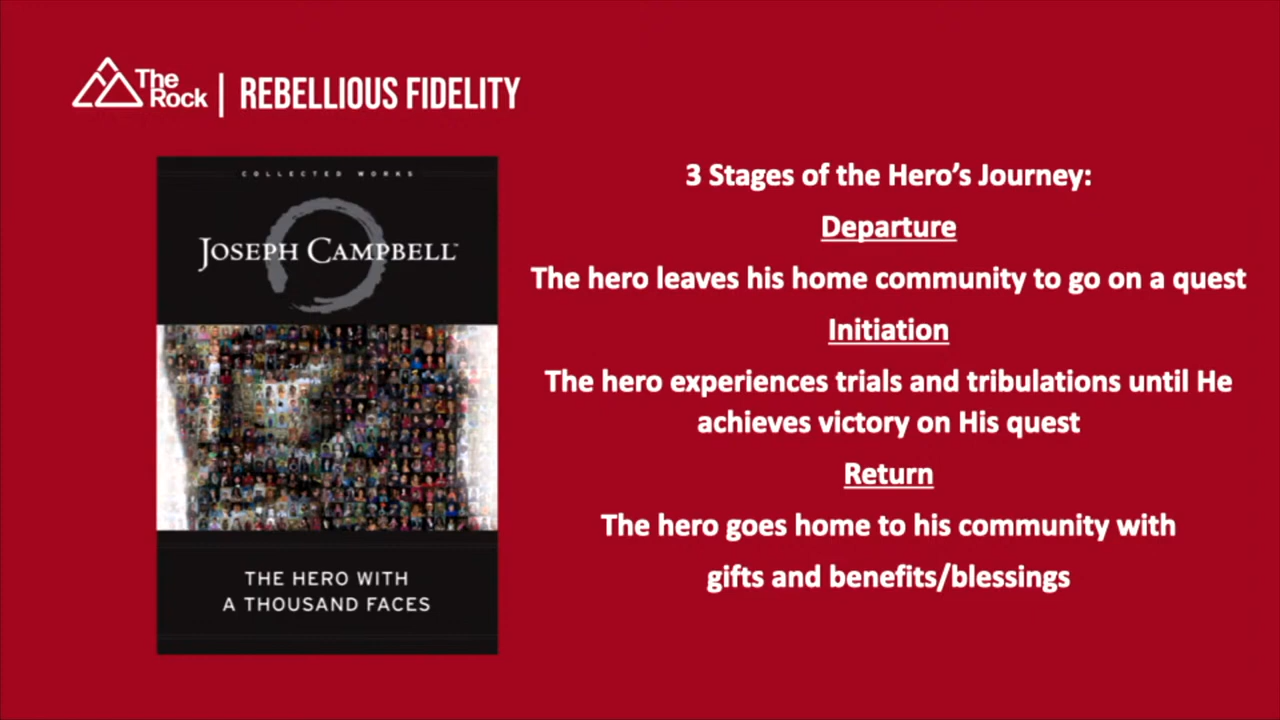 The
Rock
REBELLIOUS FIDELITY
COLLECTED WORKS
JOSEPH CAMPBELL™
THE HERO WITH
A THOUSAND FACES
3 Stages of the Hero's Journey:
Departure
The hero leaves his home community to go on a quest
Initiation
The hero experiences trials and tribulations until He
achieves victory on His quest
Return
The hero goes home to his community with
gifts and benefits/blessings